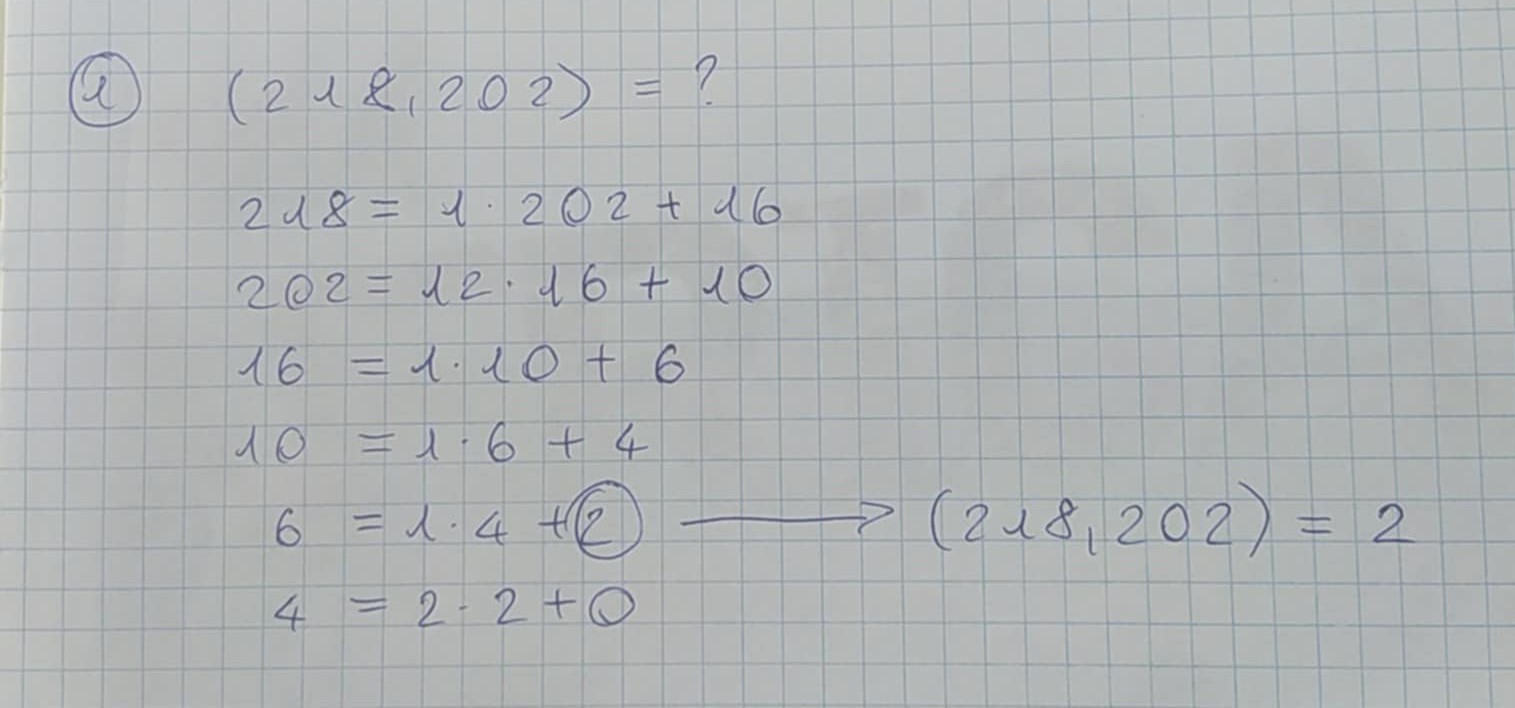 ① (218,202) = ?
218 = 1 · 202 + 16
202 = 12 · 16 + 10
16 = 1 · 10 + 6
10 = 1 · 6 + 4
6 = 1 · 4 + 2 → (218,202) = 2
4 = 2 · 2 + 0